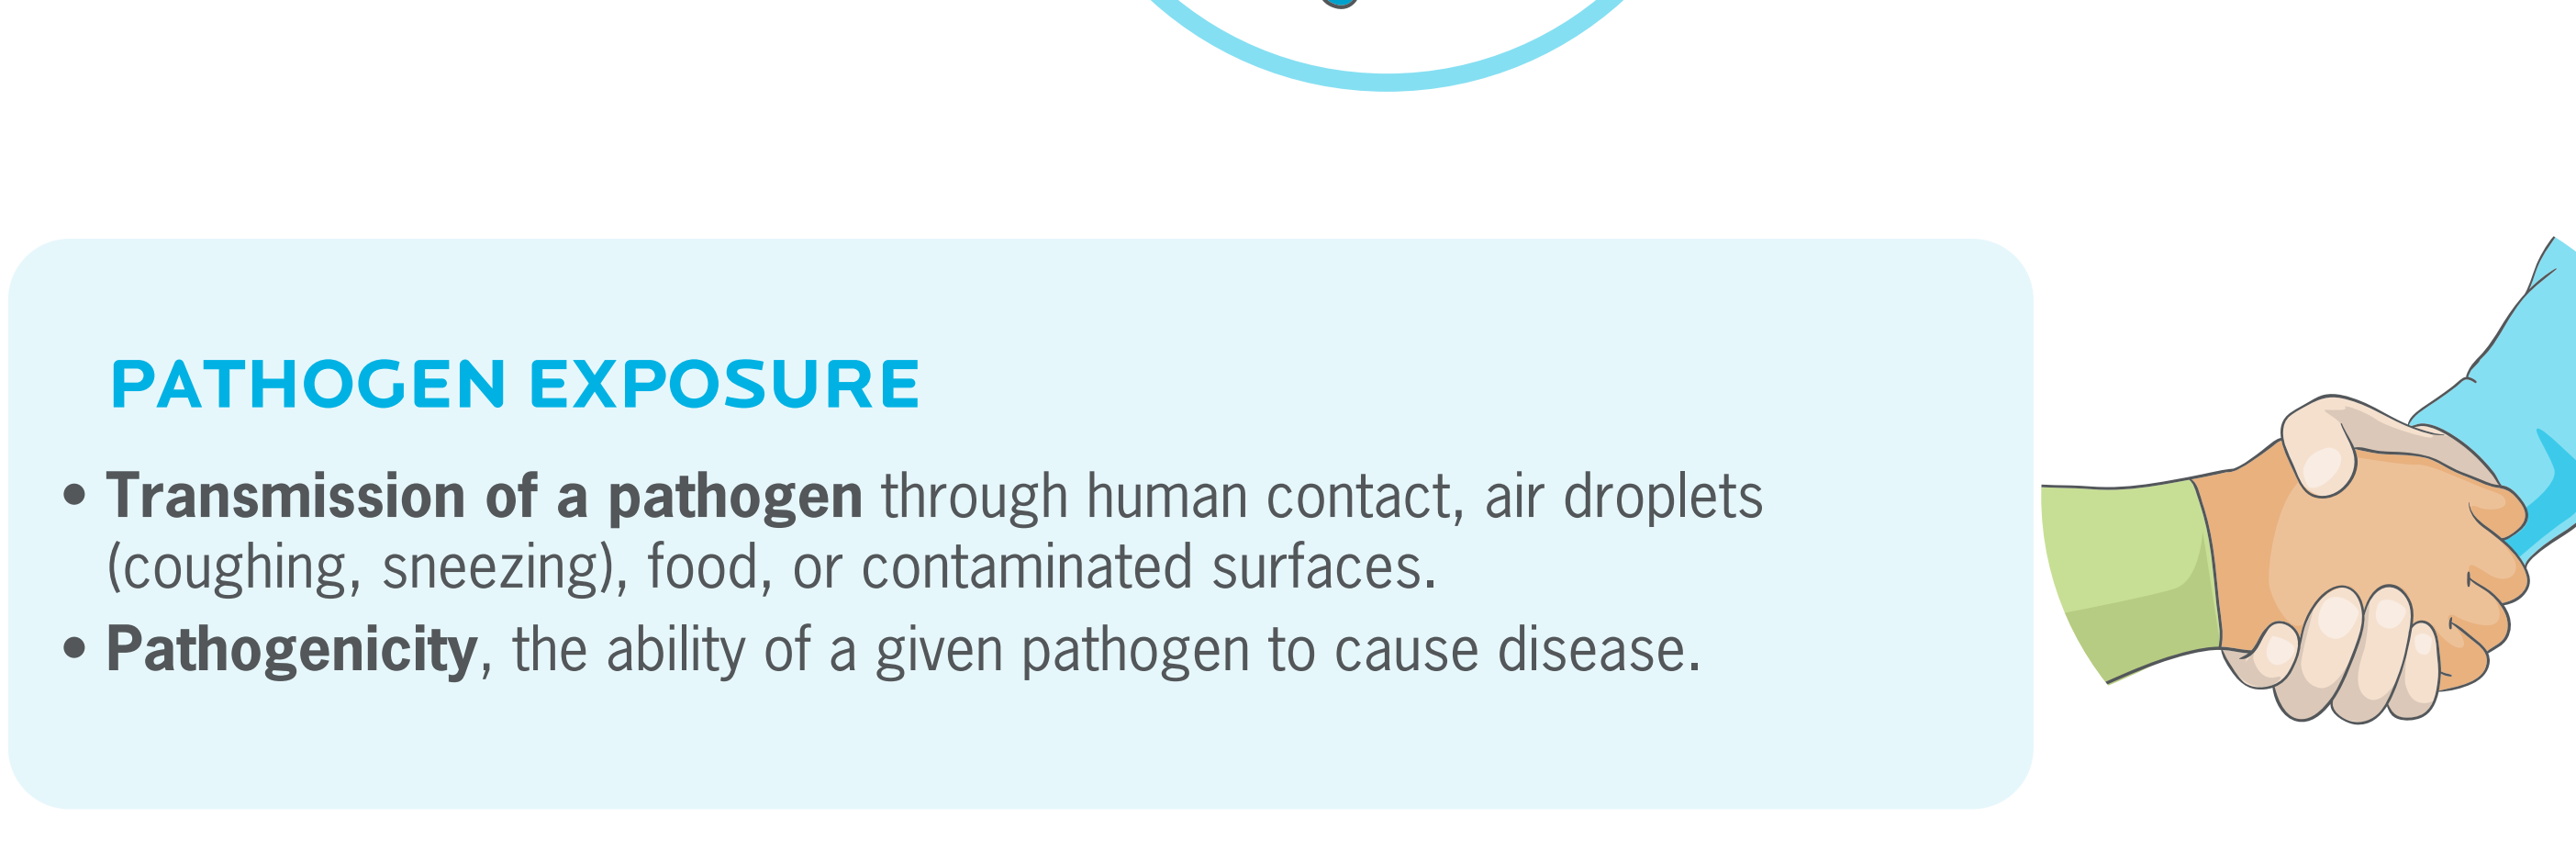 PATHOGEN EXPOSURE
• Transmission of a pathogen through human contact, air droplets
(coughing, sneezing), food, or contaminated surfaces.
• Pathogenicity, the ability of a given pathogen to cause disease.